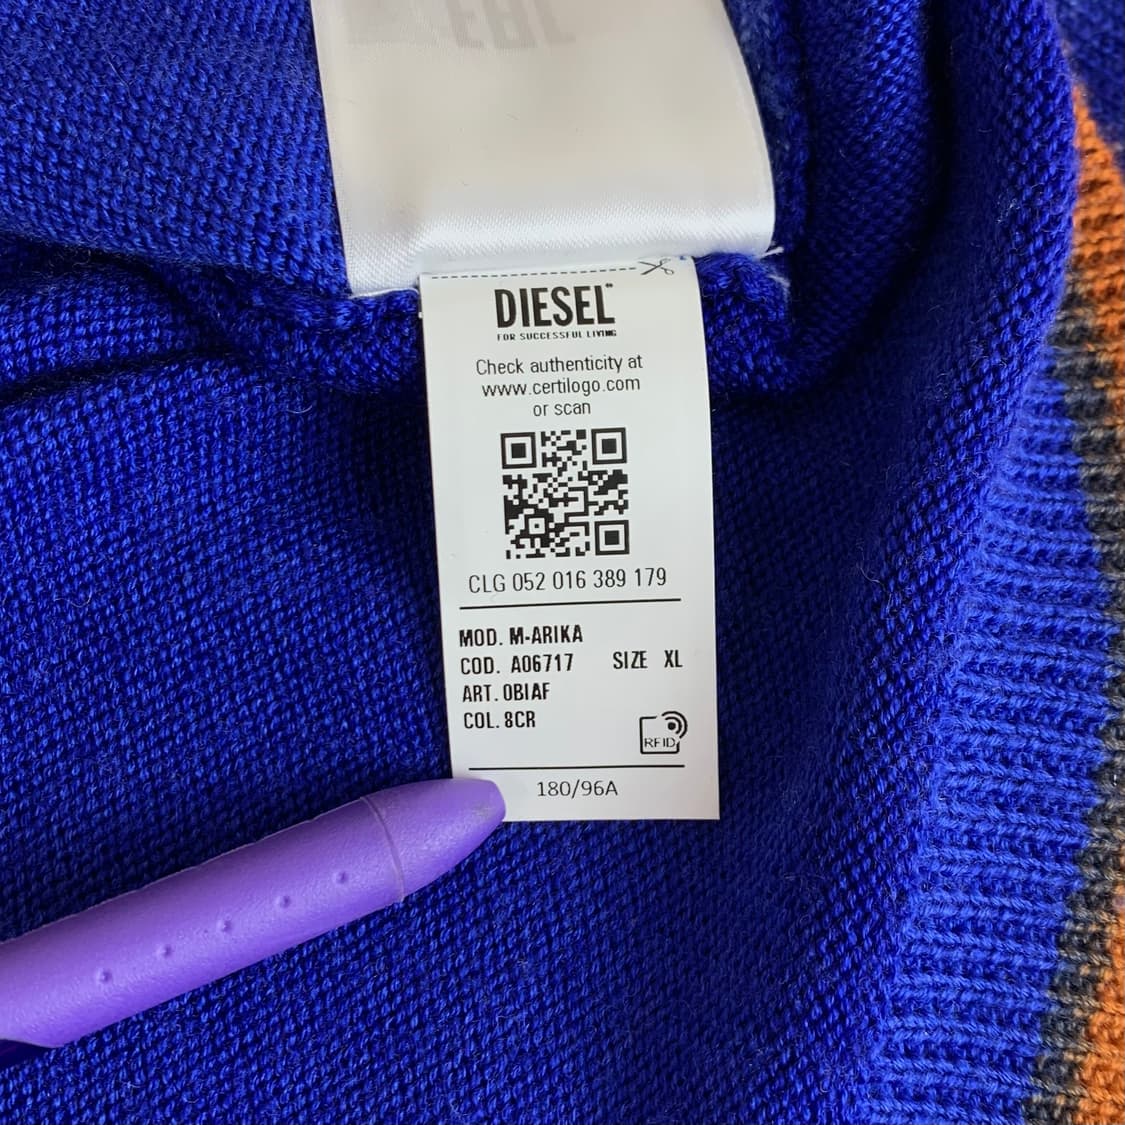 DIESEL
FOR SUCCESSFUL LIVING
Check authenticity at
www.certilogo.com
or scan
CLG 052 016 389 179
MOD. M-ARIKA
COD. A06717 SIZE XL
ART. 0BIAF
COL. 8CR
RFID
180/96A